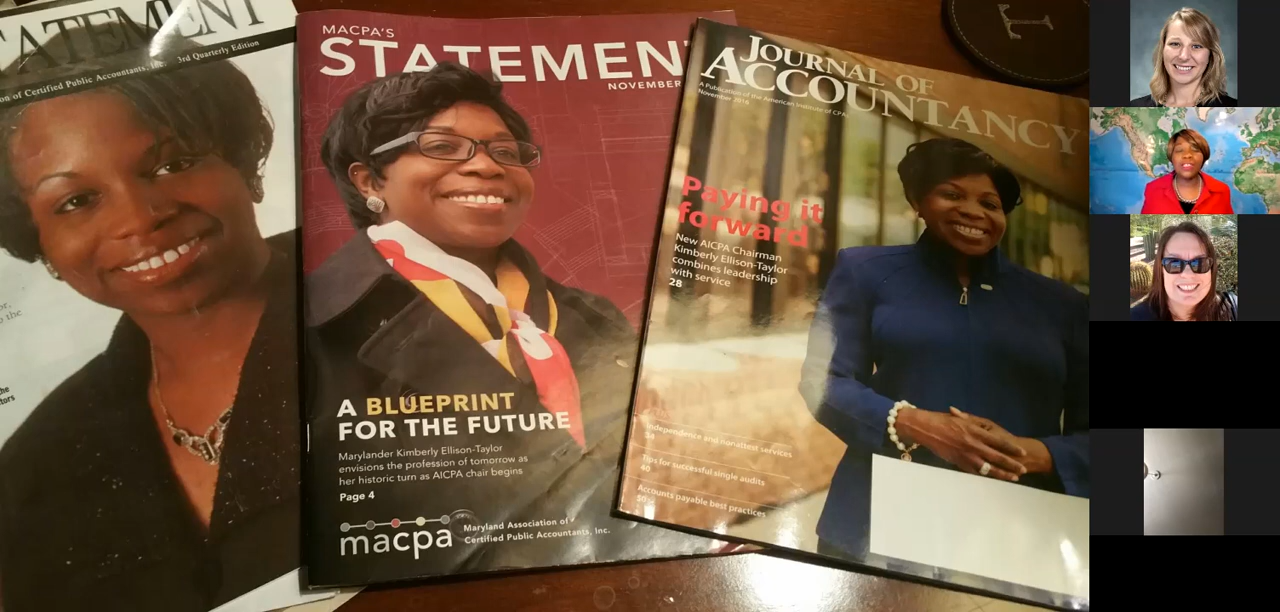 ATEMENT
on of Certified Public Accountants, Inc. 3rd Quarterly Edition
MACPA'S
STATEMEN
NOVEMBER
A BLUEPRINT
FOR THE FUTURE
Marylander Kimberly Ellison-Taylor
envisions the profession of tomorrow as
her historic turn as AICPA chair begins
Page 4
macpa
Maryland Association of
Certified Public Accountants, Inc.
JOURNAL OF
ACCOUNTANCY
A Publication of the American Institute of CPAs
November 2016
Paying it
forward
New AICPA Chairman
Kimberly Ellison-Taylor
combines leadership
with service
28
Independence and nonattest services
34
Tips for successful single audits
40
Accounts payable best practices